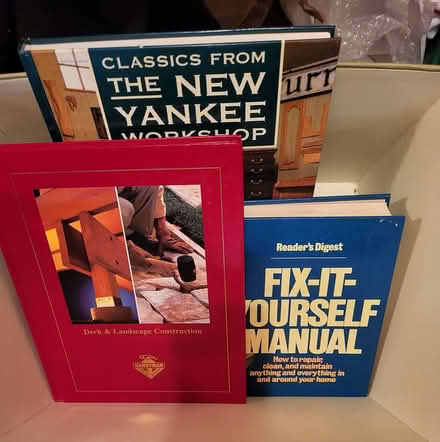 CLASSICS FROM
THE NEW
YANKEE
WORKSHOP
Deck & Landscape Construction
HANDYMAN
Reader's Digest
FIX-IT-
YOURSELF
MANUAL
How to repair,
clean, and maintain
anything and everything in
and around your home